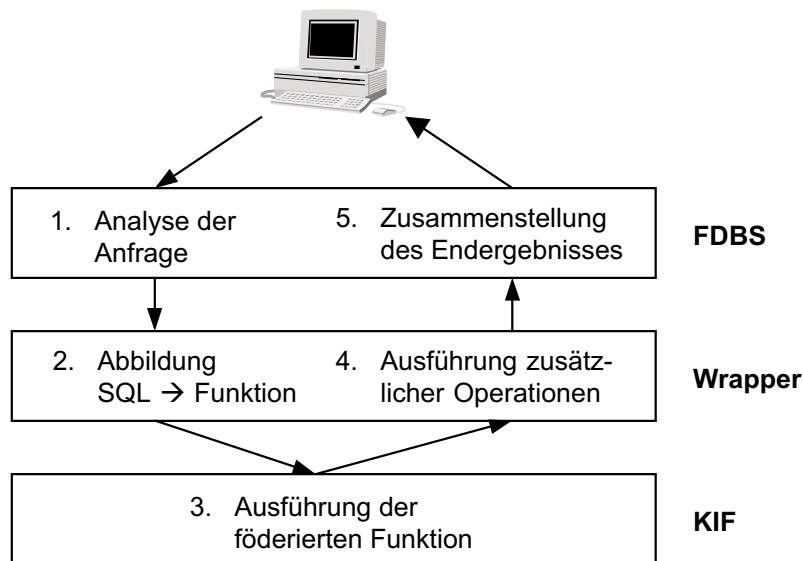 1. Analyse der
Anfrage
5. Zusammenstellung
des Endergebnisses
FDBS
2. Abbildung
SQL → Funktion
4. Ausführung zusätz-
licher Operationen
Wrapper
3. Ausführung der
föderierten Funktion
KIF